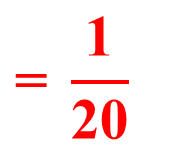 = 1/20